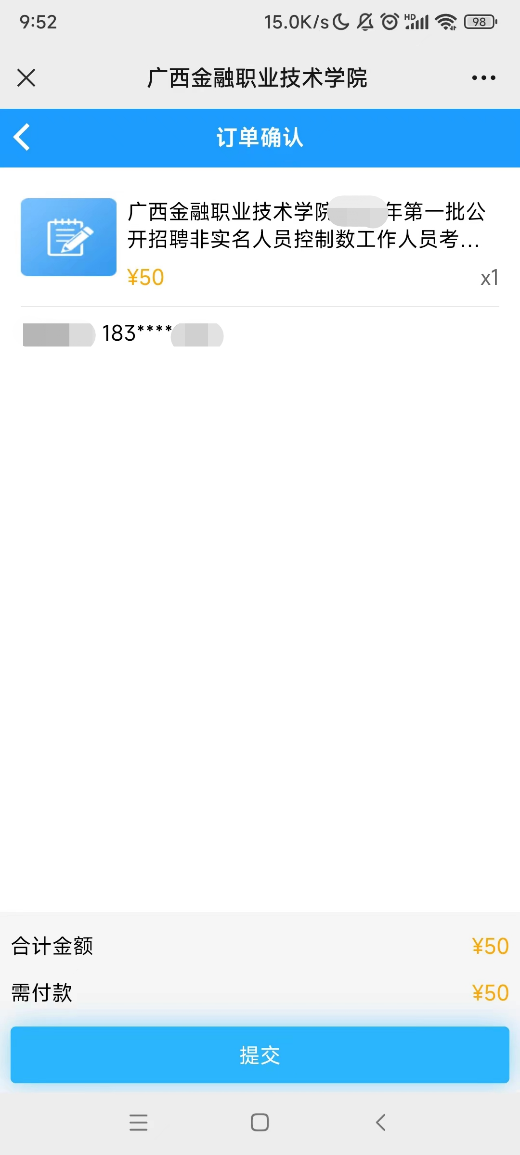 9:52
15.0K/s HD 98
广西金融职业技术学院
订单确认
广西金融职业技术学院年第一批公
开招聘非实名人员控制数工作人员考...
¥50 x1
183****
合计金额 ¥50
需付款 ¥50
提交